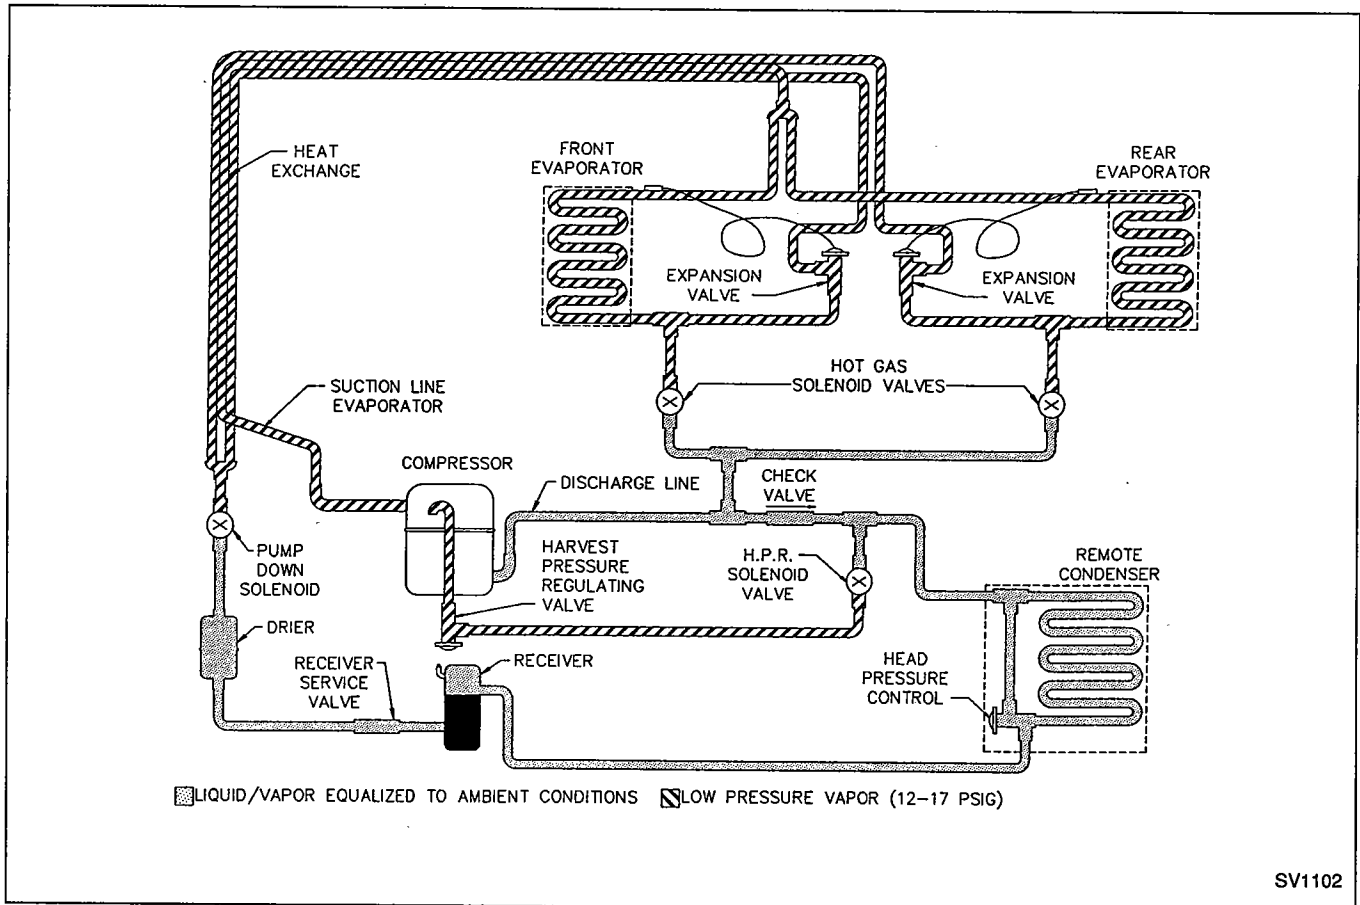 HEAT
EXCHANGE
FRONT
EVAPORATOR
REAR
EVAPORATOR
EXPANSION
VALVE
EXPANSION
VALVE
HOT GAS
SOLENOID VALVES
SUCTION LINE
EVAPORATOR
COMPRESSOR
DISCHARGE LINE
CHECK
VALVE
PUMP
DOWN
SOLENOID
HARVEST
PRESSURE
REGULATING
VALVE
H.P.R.
SOLENOID
VALVE
REMOTE
CONDENSER
DRIER
RECEIVER
SERVICE
VALVE
RECEIVER
HEAD
PRESSURE
CONTROL
LIQUID/VAPOR EQUALIZED TO AMBIENT CONDITIONS
LOW PRESSURE VAPOR (12-17 PSIG)
SV1102